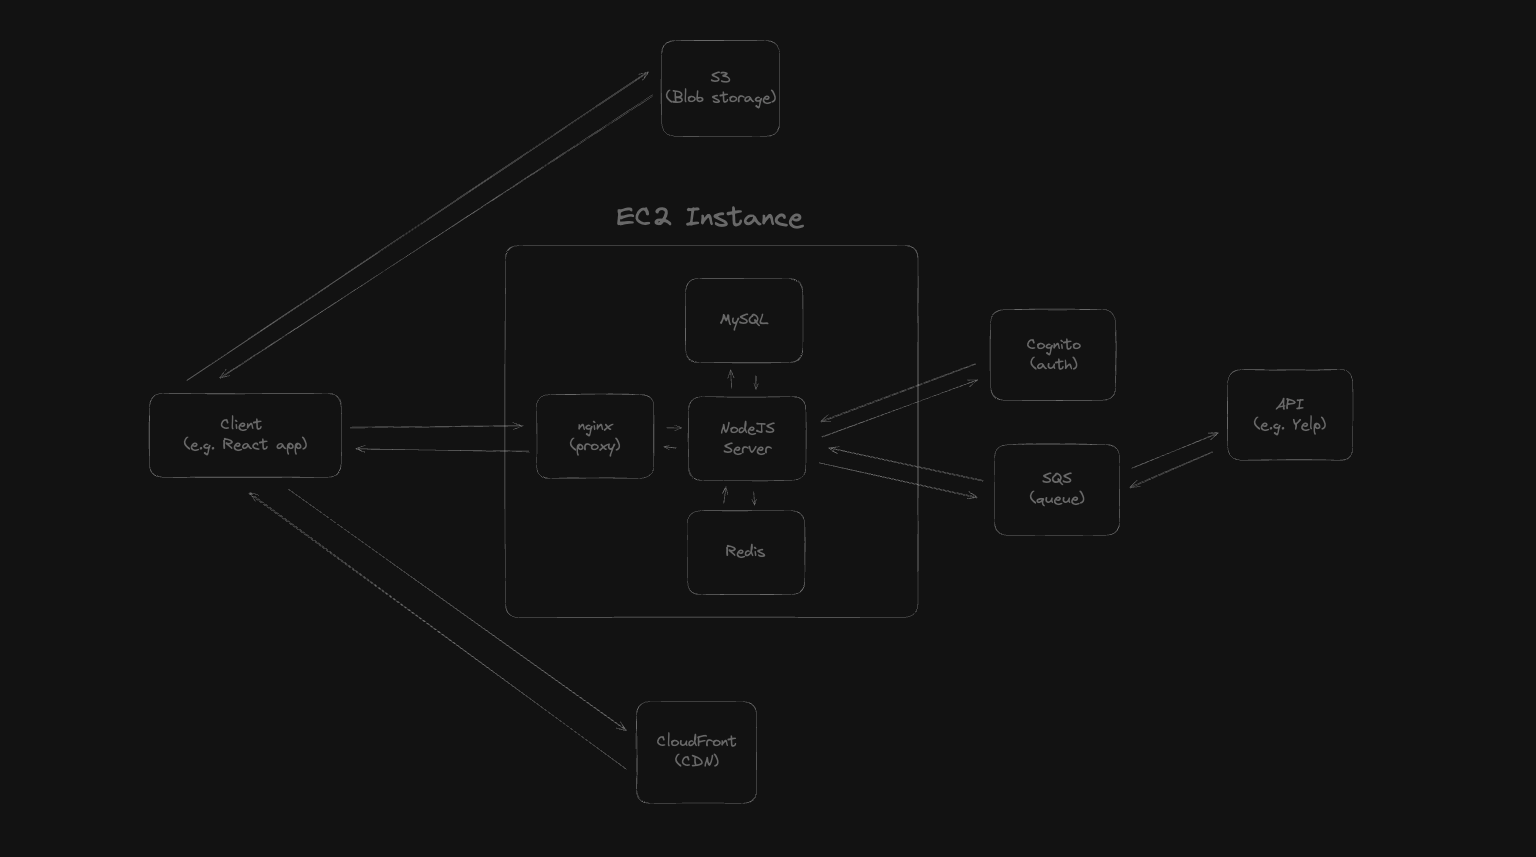 S3
(Blob storage)
EC2 Instance
MySQL
Cognito
(auth)
API
(e.g. Yelp)
Client
(e.g. React app)
nginx
(proxy)
NodeJS
Server
SQS
(queue)
Redis
CloudFront
(CDN)